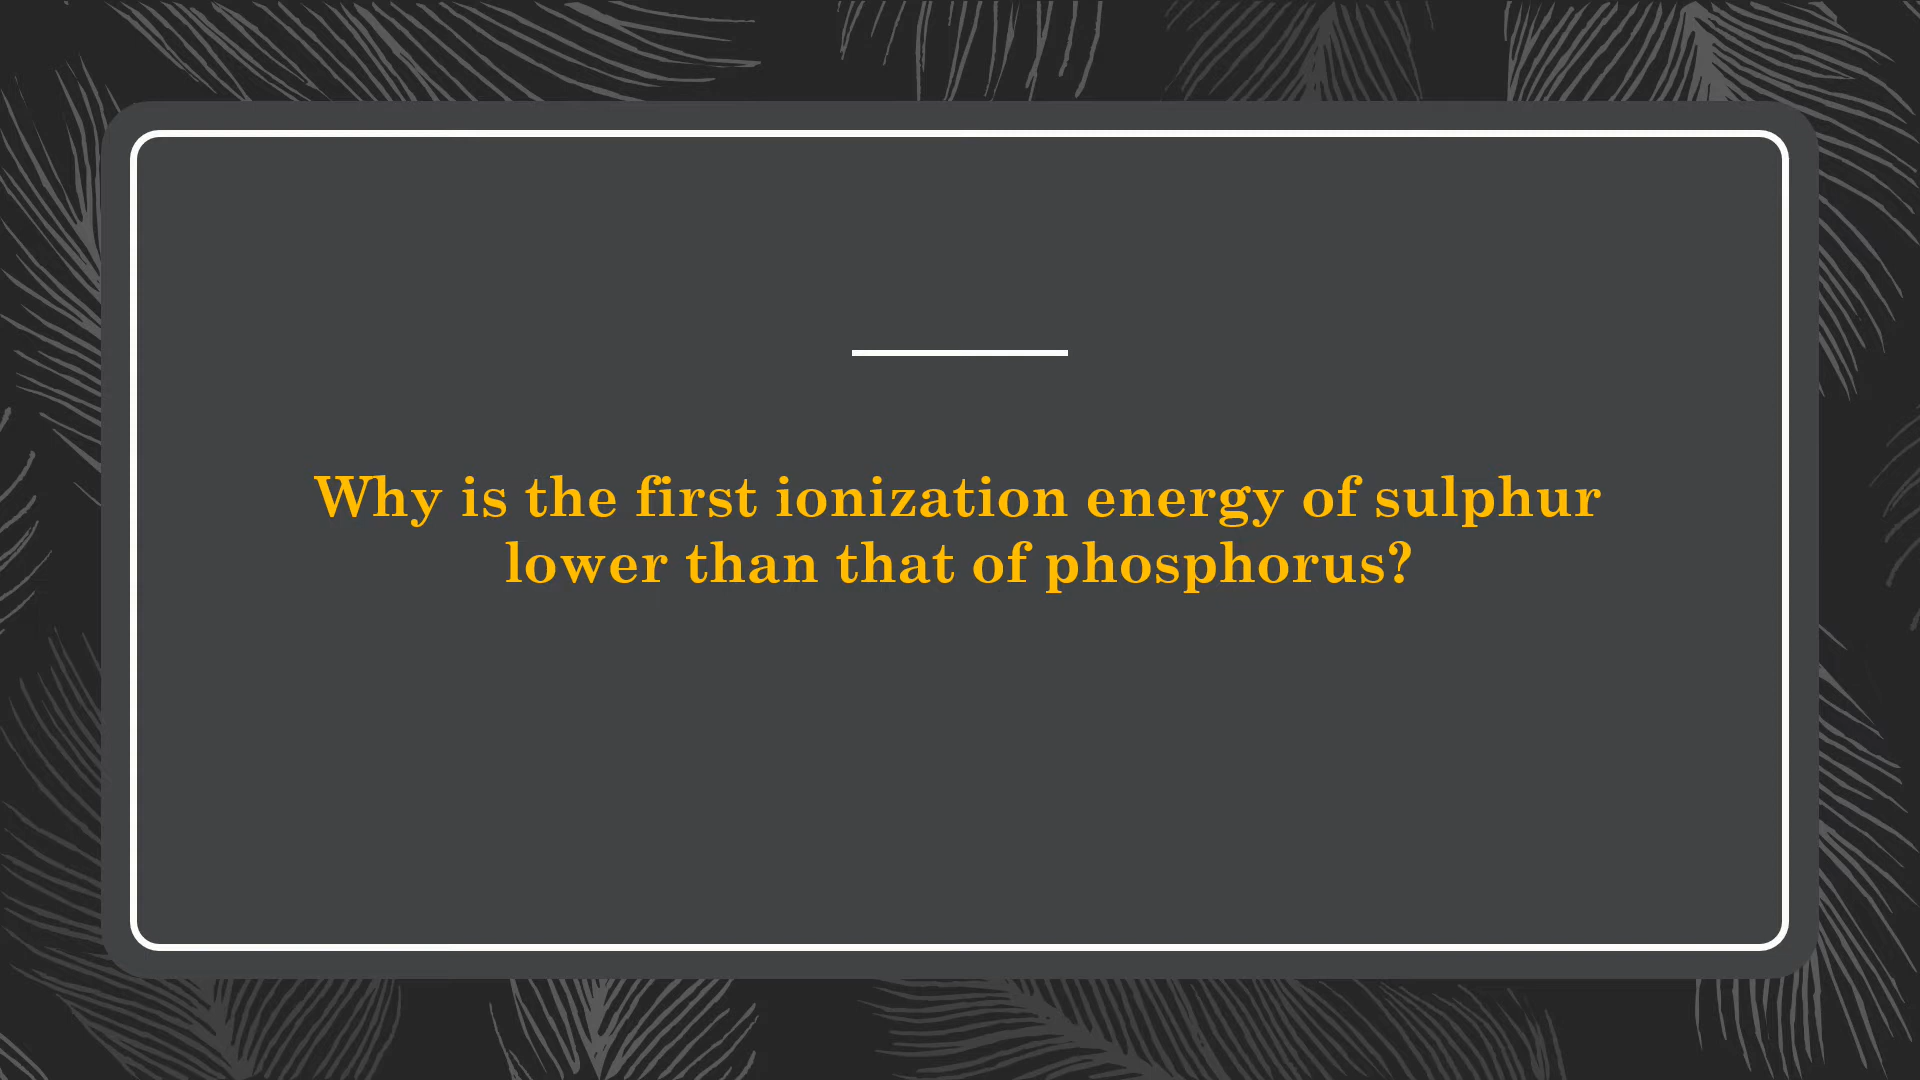 Why is the first ionization energy of sulphur
lower than that of phosphorus?